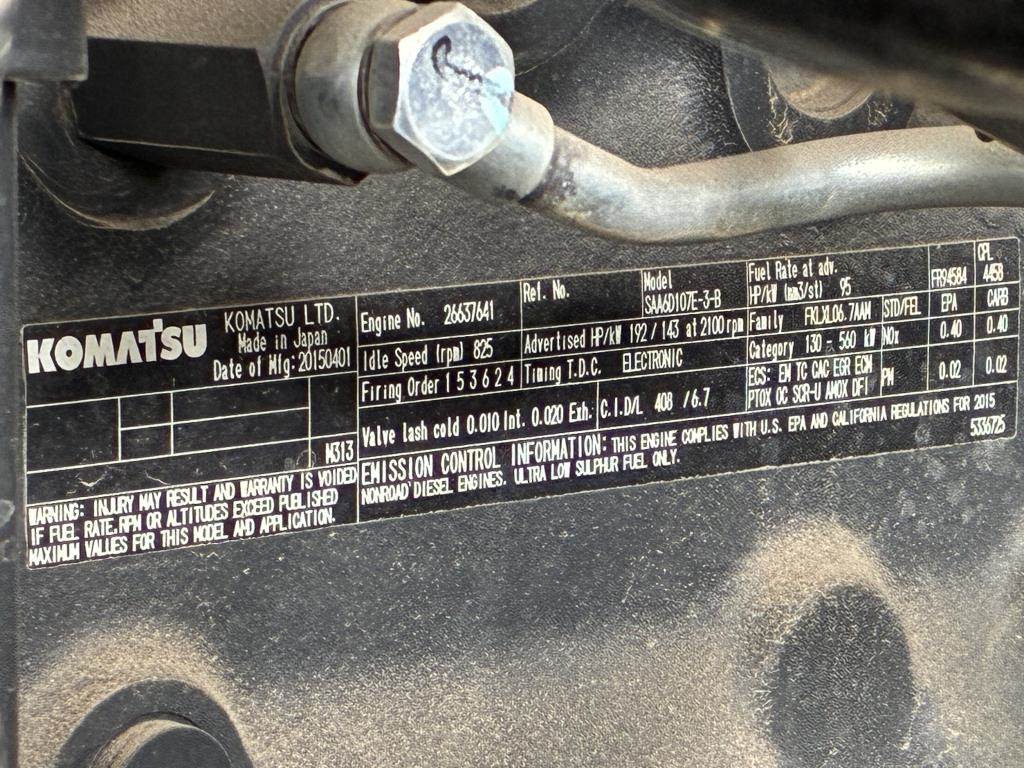 KOMATSU
KOMATSU LTD.
Made in Japan
Date of Mfg: 20150401
M313
WARNING: INJURY MAY RESULT AND WARRANTY IS VOIDED
IF FUEL RATE, RPM OR ALTITUDES EXCEED PUBLISHED
MAXIMUM VALUES FOR THIS MODEL AND APPLICATION.
Engine No. 26637641
Idle Speed (rpm) 825
Firing Order 1 5 3 6 2 4
Valve lash cold 0.010 Int. 0.020 Exh.
Ref. No.
Model
SAA6D107E-3-B
Advertised HP/kW 192 / 143 at 2100 rpm
Timing T.D.C. ELECTRONIC
C.I.D/L 408 / 6.7
Fuel Rate at adv.
HP/kW (mm3/st) 95
Family FKLXL06.7AAM
Category 130 - 560 kW
ECS: EM TC CAC EGR ECM
PTOX OC SCR-U AMOX DFI
FR94584
CPL
4458
STD/FEL EPA CARB
NOx 0.40 0.40
PM 0.02 0.02
EMISSION CONTROL INFORMATION: THIS ENGINE COMPLIES WITH U.S. EPA AND CALIFORNIA REGULATIONS FOR 2015
NONROAD DIESEL ENGINES. ULTRA LOW SULPHUR FUEL ONLY.
5336725